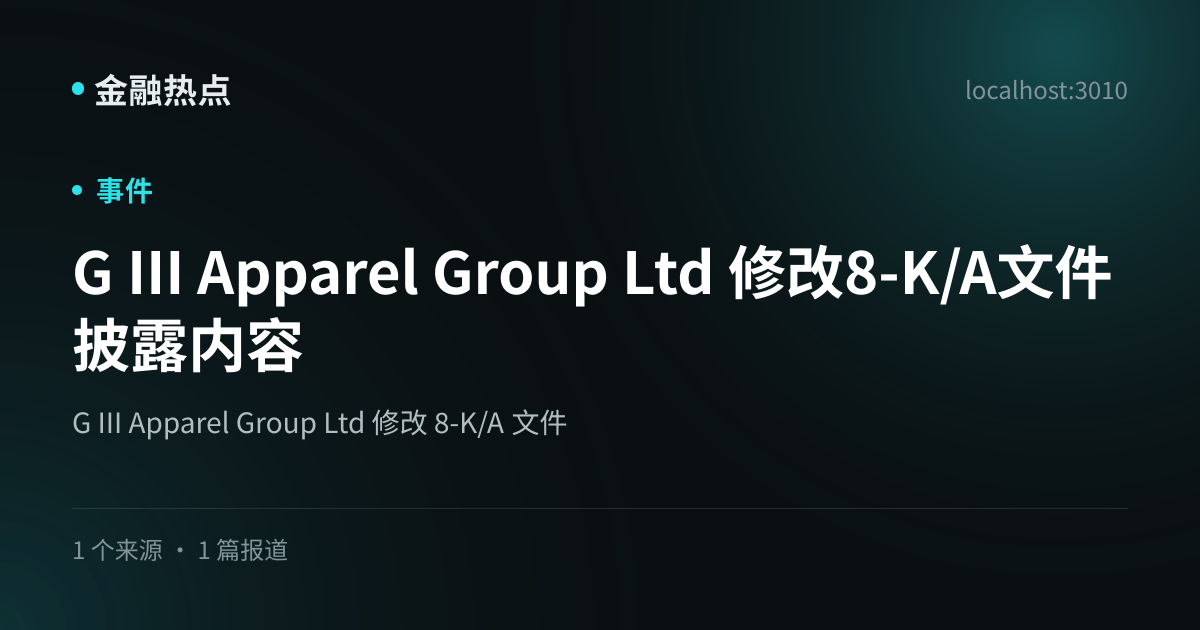 金融热点
localhost:3010
事件
G III Apparel Group Ltd 修改8-K/A文件
披露内容
G III Apparel Group Ltd 修改 8-K/A 文件
1 个来源 · 1 篇报道